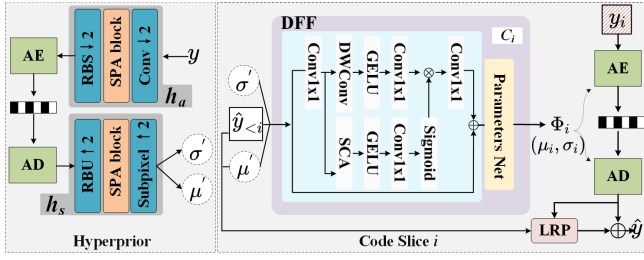 AE
RBS ↓ 2
SPA block
Conv ↓ 2
y
h_a
AD
RBU ↑ 2
SPA block
Subpixel ↑ 2
σ'
μ'
h_s
Hyperprior
DFF
C_i
σ'
ŷ_{<i}
μ'
Conv1x1
DWConv
GELU
Conv1x1
Conv1x1
SCA
GELU
Conv1x1
Sigmoid
Parameters Net
Φ_i
(μ_i, σ_i)
y_i
AE
AD
LRP
ŷ
Code Slice i